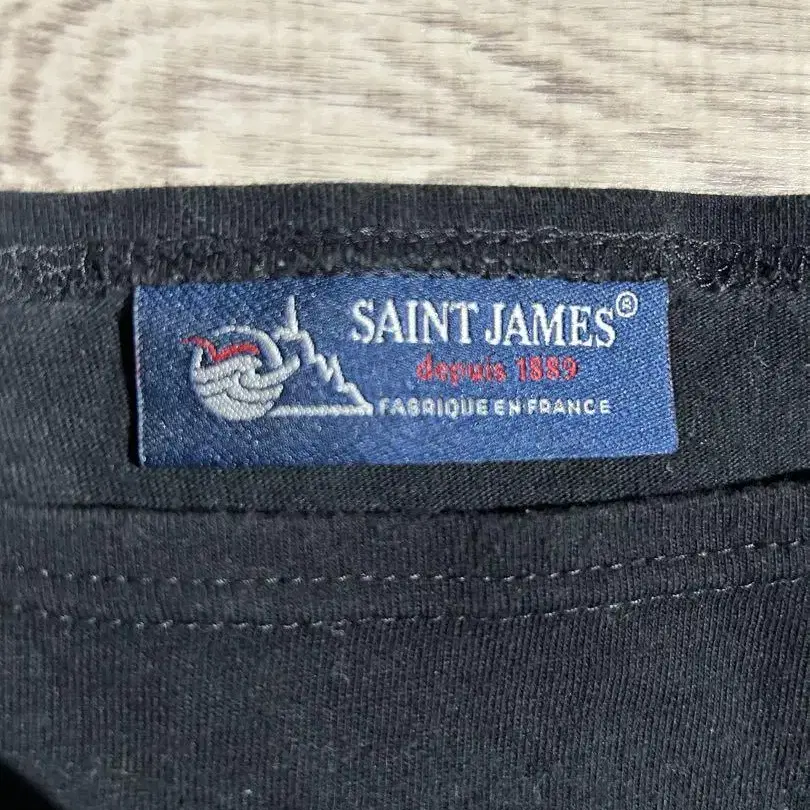 SAINT JAMES®
depuis 1889
FABRIQUE EN FRANCE